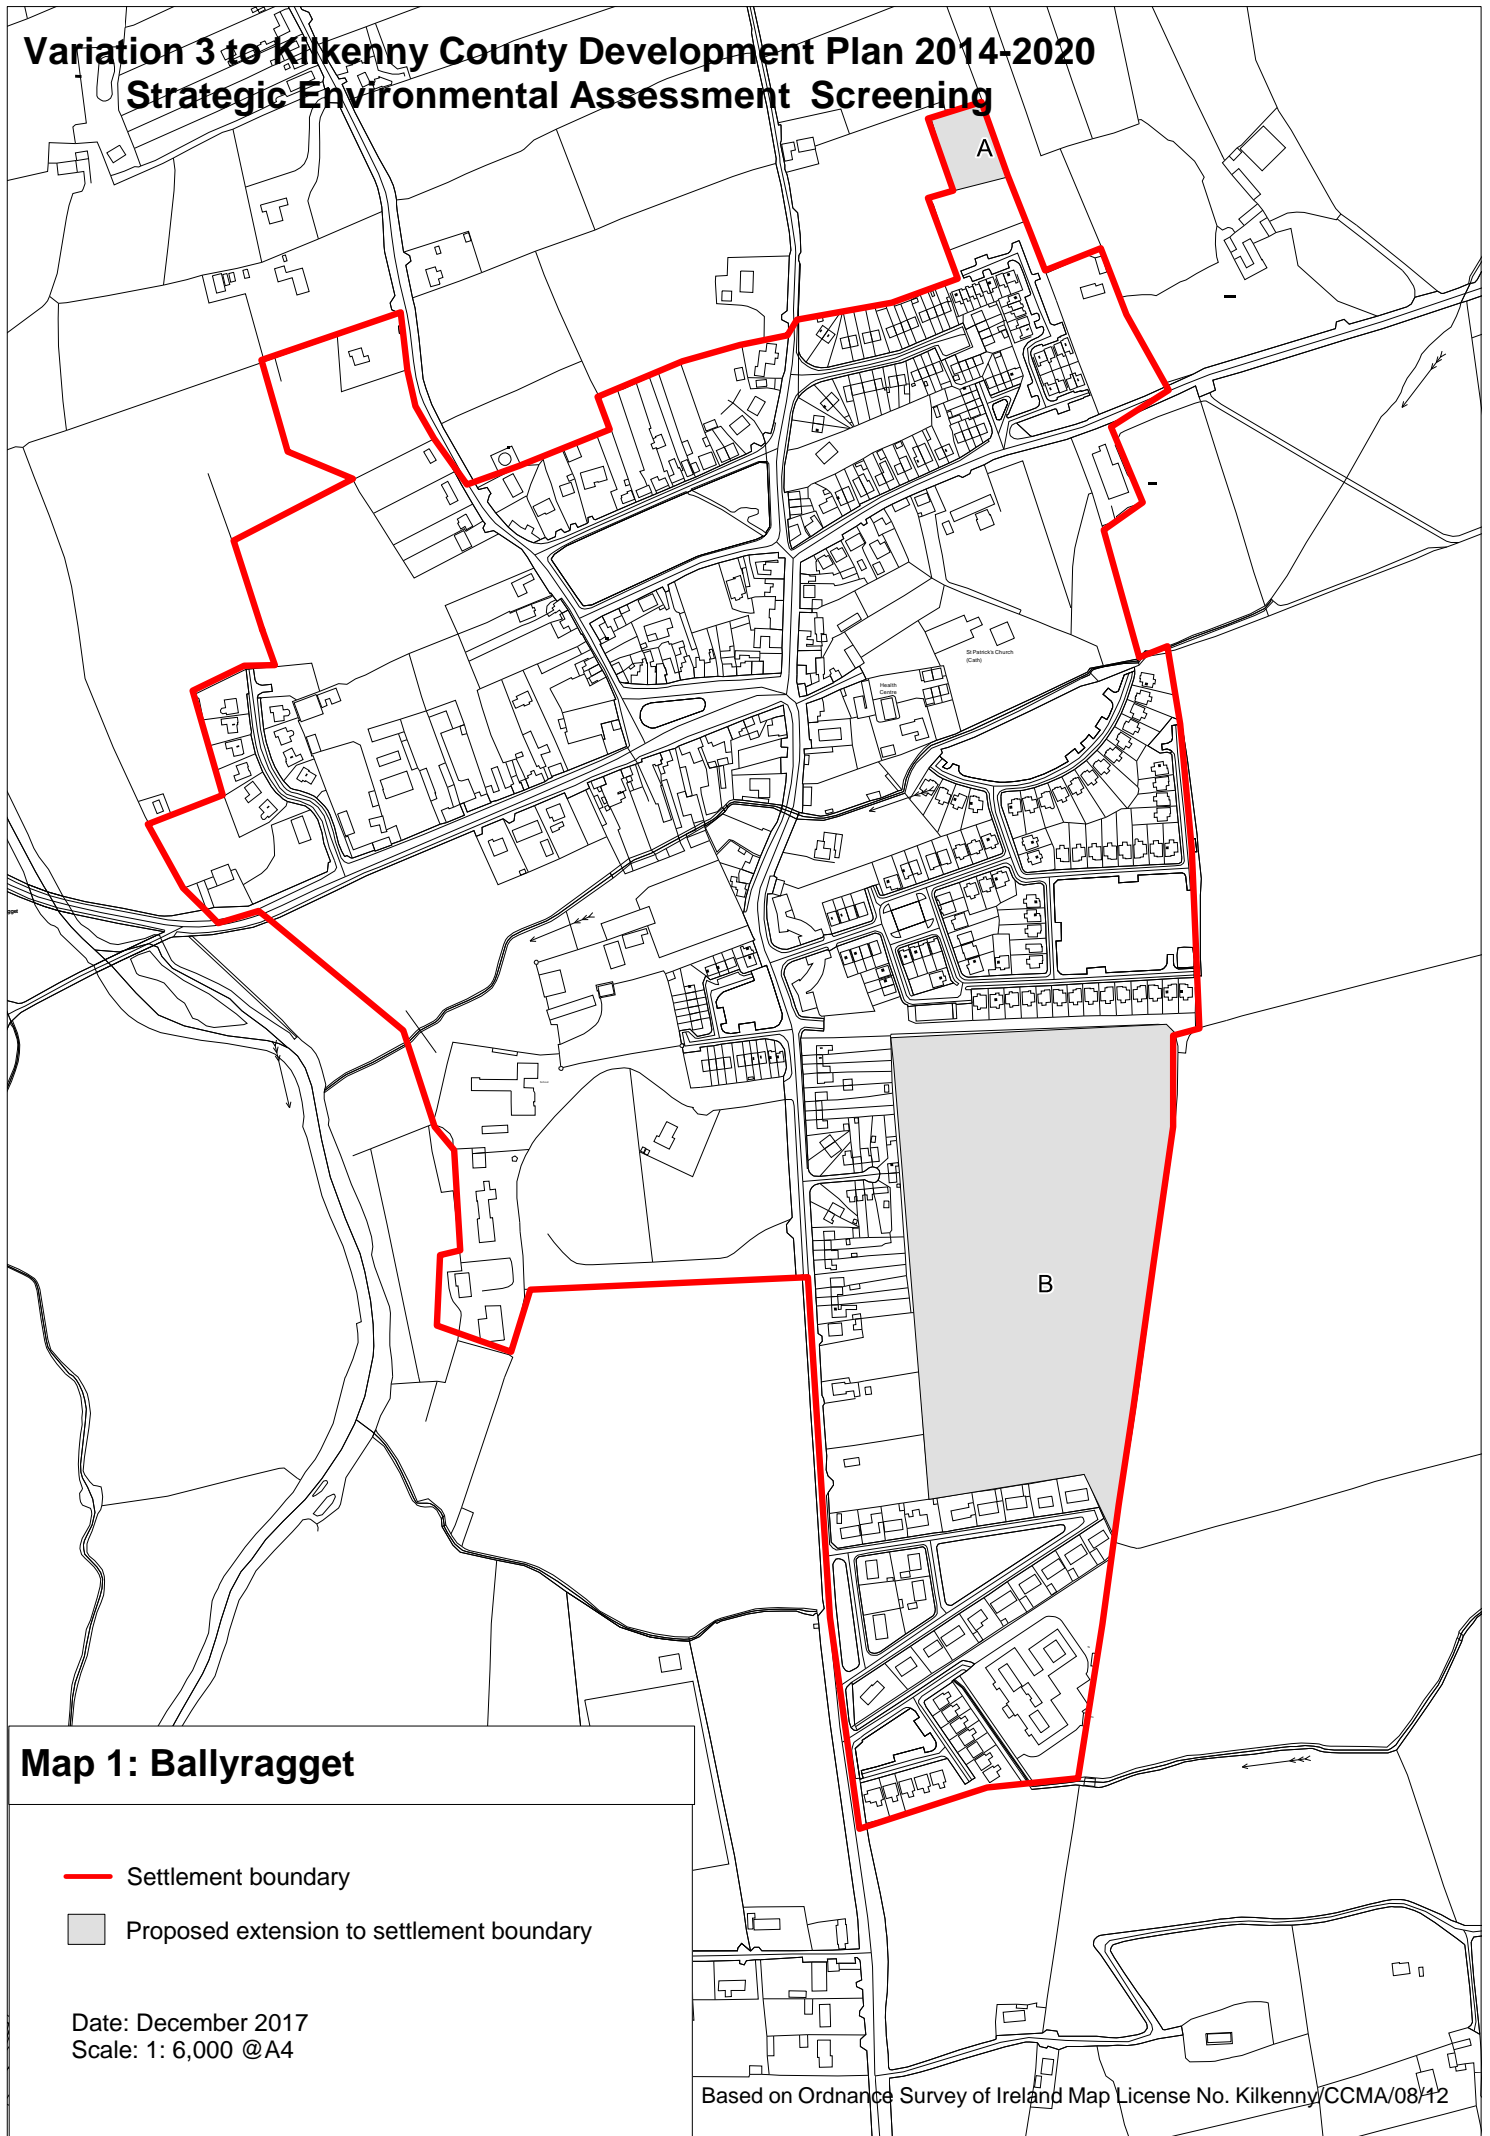 Variation 3 to Kilkenny County Development Plan 2014-2020
Strategic Environmental Assessment Screening
A
St Patrick's Church
(Cath)
Health
Centre
B
Map 1: Ballyragget
Settlement boundary
Proposed extension to settlement boundary
Date: December 2017
Scale: 1: 6,000 @A4
Based on Ordnance Survey of Ireland Map License No. Kilkenny/CCMA/08/12